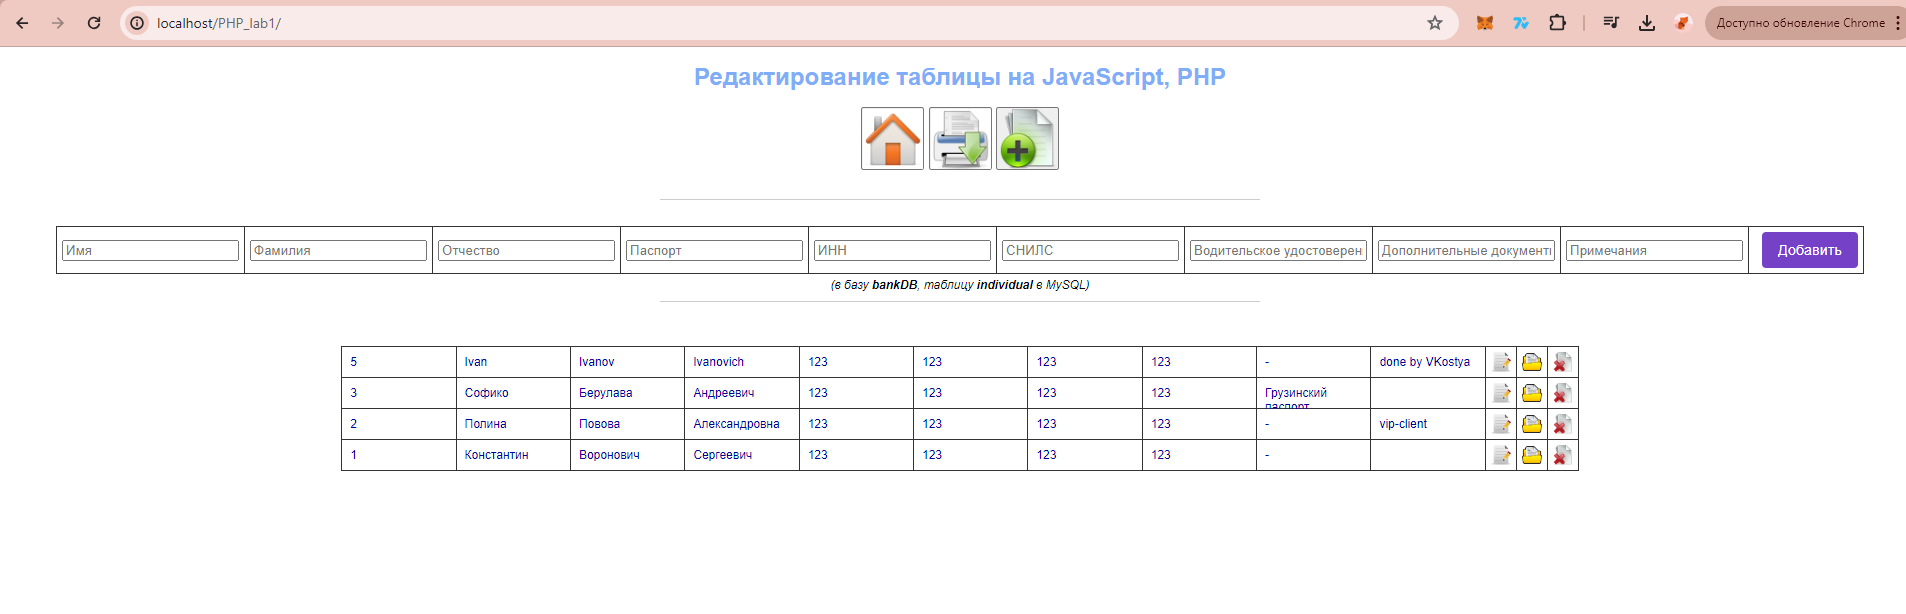 localhost/PHP_lab1/
Доступно обновление Chrome
Редактирование таблицы на JavaScript, PHP
Имя Фамилия Отчество Паспорт ИНН СНИЛС Водительское удостоверен Дополнительные документы Примечания Добавить
(в базу bankDB, таблицу individual в MySQL)
5 Ivan Ivanov Ivanovich 123 123 123 123 - done by VKostya
3 Софико Берулава Андреевич 123 123 123 123 Грузинский
паспорт
2 Полина Попова Александровна 123 123 123 123 - vip-client
1 Константин Воронович Сергеевич 123 123 123 123 -